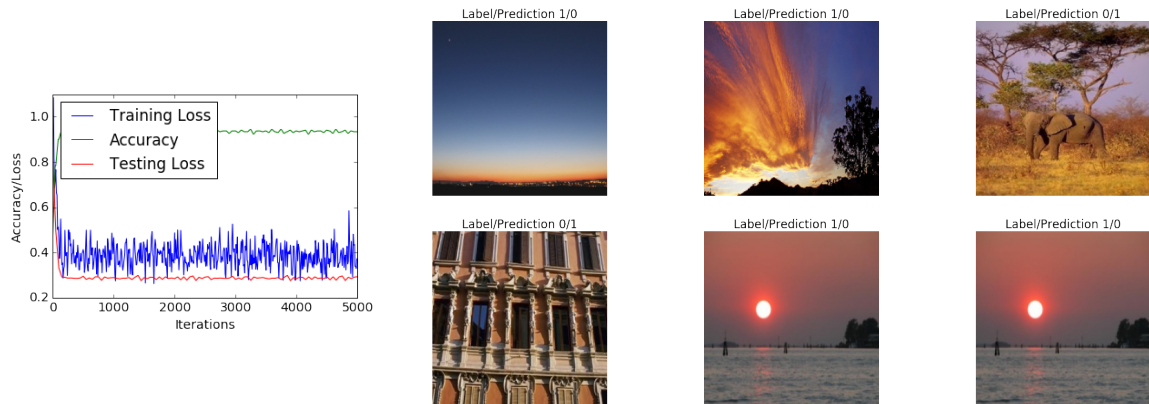 Label/Prediction 1/0
Label/Prediction 1/0
Label/Prediction 0/1
1.0
0.8
0.6
0.4
0.2
Accuracy/Loss
Training Loss
Accuracy
Testing Loss
0
1000
2000
3000
4000
5000
Iterations
Label/Prediction 0/1
Label/Prediction 1/0
Label/Prediction 1/0